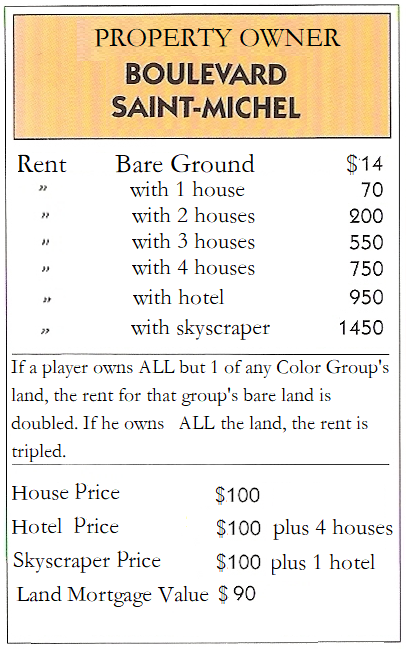 PROPERTY OWNER
BOULEVARD
SAINT-MICHEL
Rent Bare Ground $14
" with 1 house 70
" with 2 houses 200
" with 3 houses 550
" with 4 houses 750
" with hotel 950
" with skyscraper 1450
If a player owns ALL but 1 of any Color Group's
land, the rent for that group's bare land is
doubled. If he owns ALL the land, the rent is
tripled.
House Price $100
Hotel Price $100 plus 4 houses
Skyscraper Price $100 plus 1 hotel
Land Mortgage Value $90